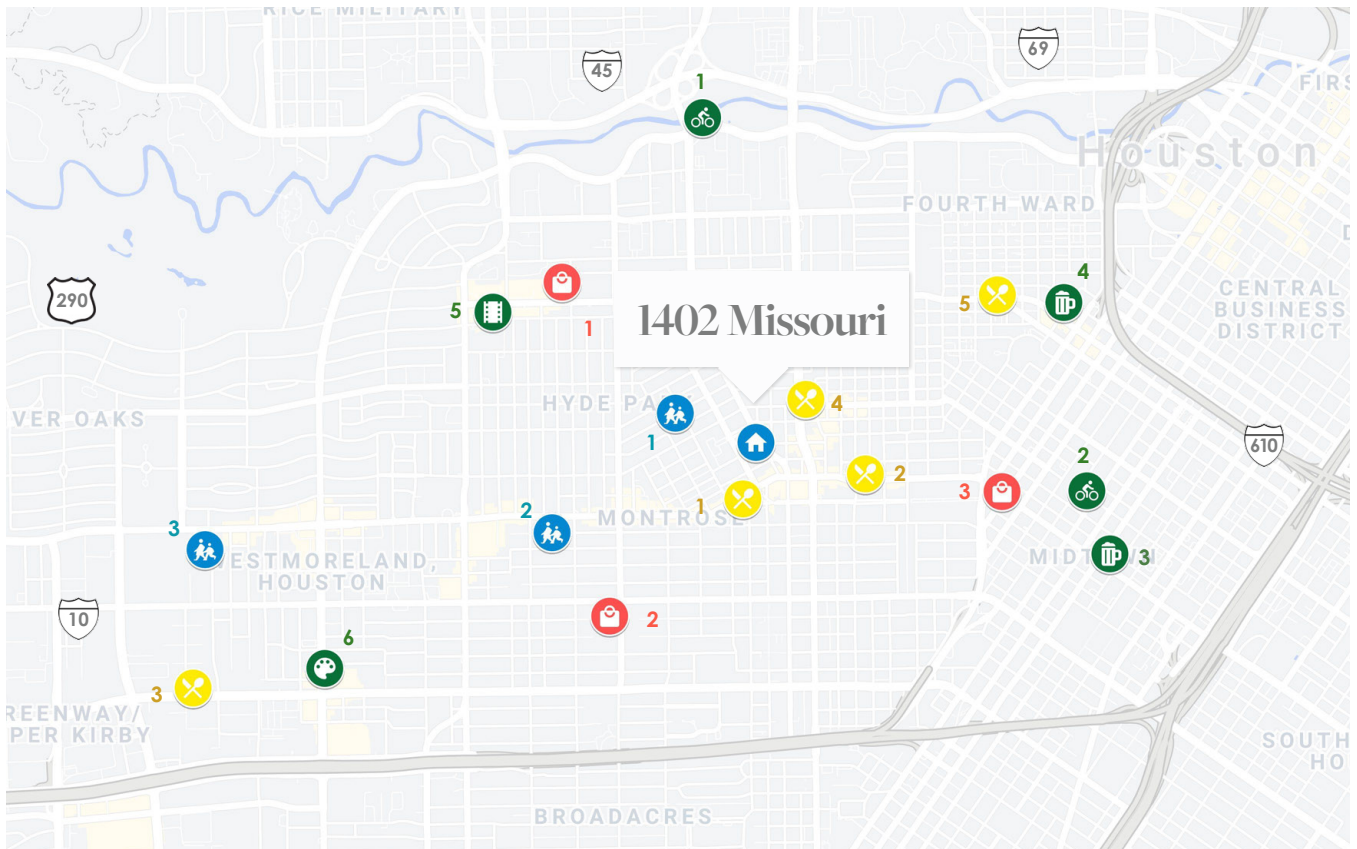 RICE MILITARY
69
45
1
FIRS
Houston
FOURTH WARD
4
290
5
5
CENTRAL
BUSINESS
DISTRICT
1
1402 Missouri
HYDE PA
4
VER OAKS
1
610
2
2
3
1
2
MONTROSE
3
ESTMORELAND,
HOUSTON
MIDT WN
3
10
2
6
3
REENWAY/
PER KIRBY
SOUTH
HO
BROADACRES